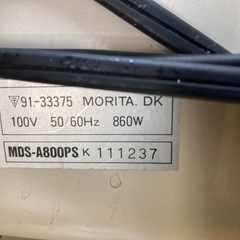 ▽91-33375 MORITA. DK
100V 50/60Hz 860W
MDS-A800PS K 111237